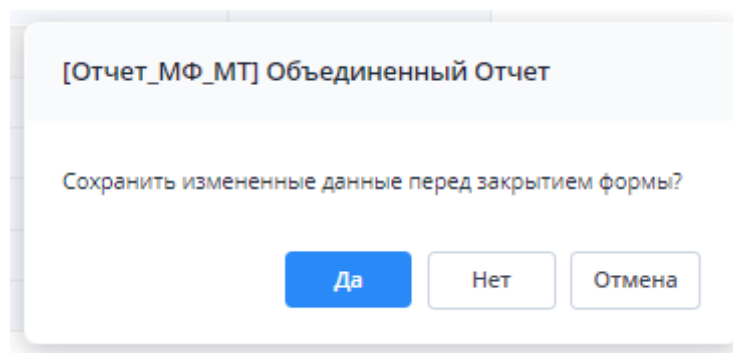 [Отчет_МФ_МТ] Объединенный Отчет
Сохранить измененные данные перед закрытием формы?
Да Нет Отмена